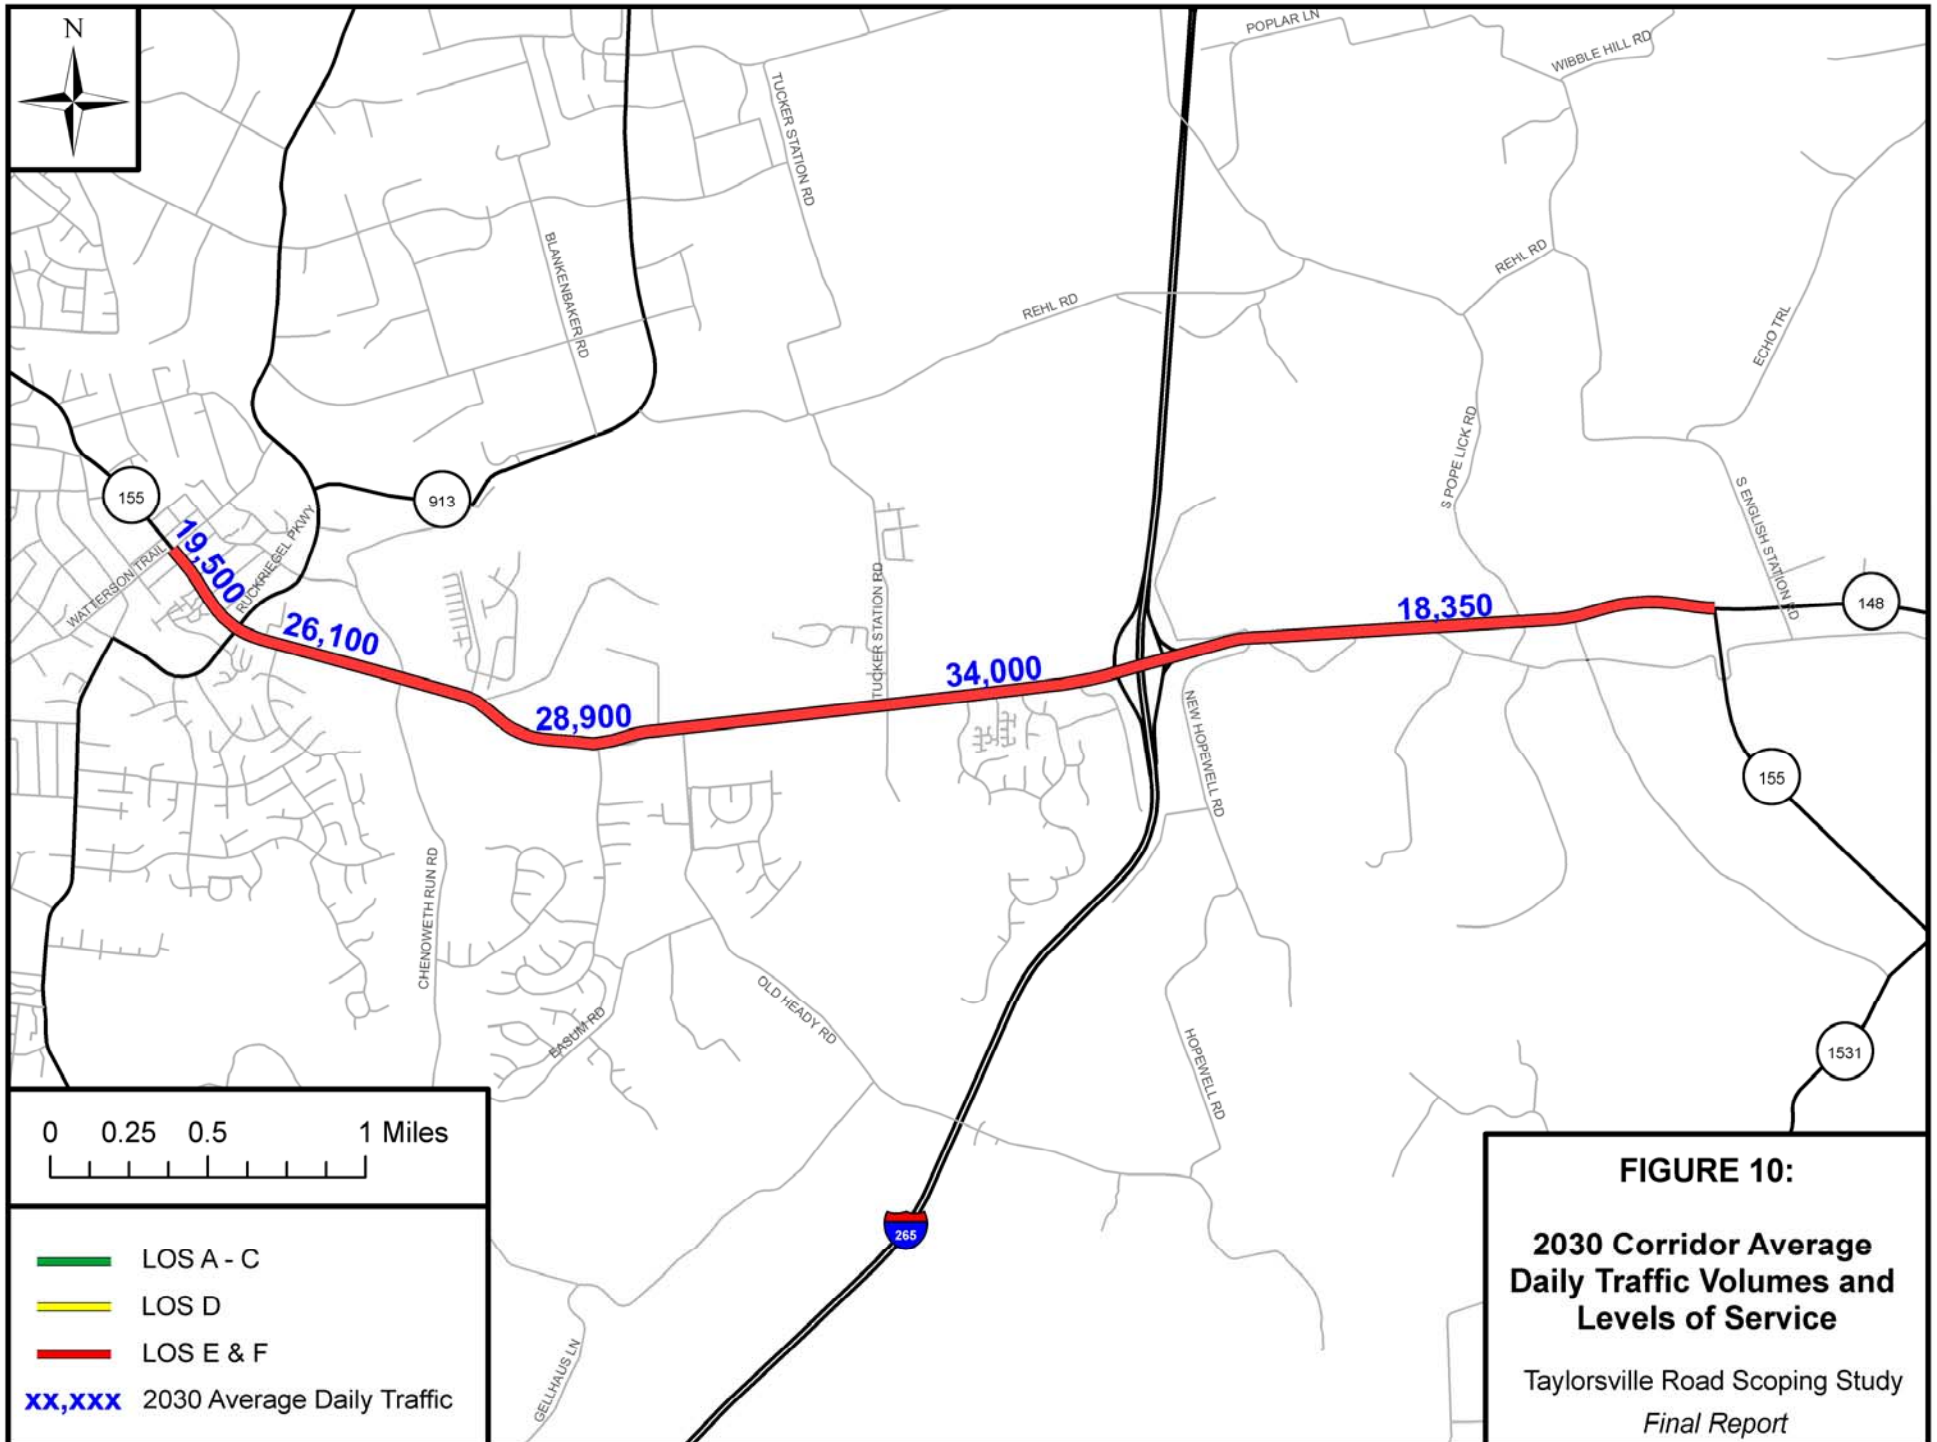 N
POPLAR LN
WIBBLE HILL RD
TUCKER STATION RD
BLANKENBAKER RD
REHL RD
REHL RD
ECHO TRL
S POPE LICK RD
S ENGLISH STATION RD
155
913
WATTERSON TRAIL
RUCKRIEGEL PKWY
19,500
26,100
28,900
TUCKER STATION RD
34,000
18,350
148
NEW HOPEWELL RD
155
CHENOWETH RUN RD
OLD HEADY RD
EASUM RD
HOPEWELL RD
1531
265
GELLHAUS LN
0 0.25 0.5 1 Miles
LOS A - C
LOS D
LOS E & F
xx,xxx 2030 Average Daily Traffic
FIGURE 10:
2030 Corridor Average
Daily Traffic Volumes and
Levels of Service
Taylorsville Road Scoping Study
Final Report